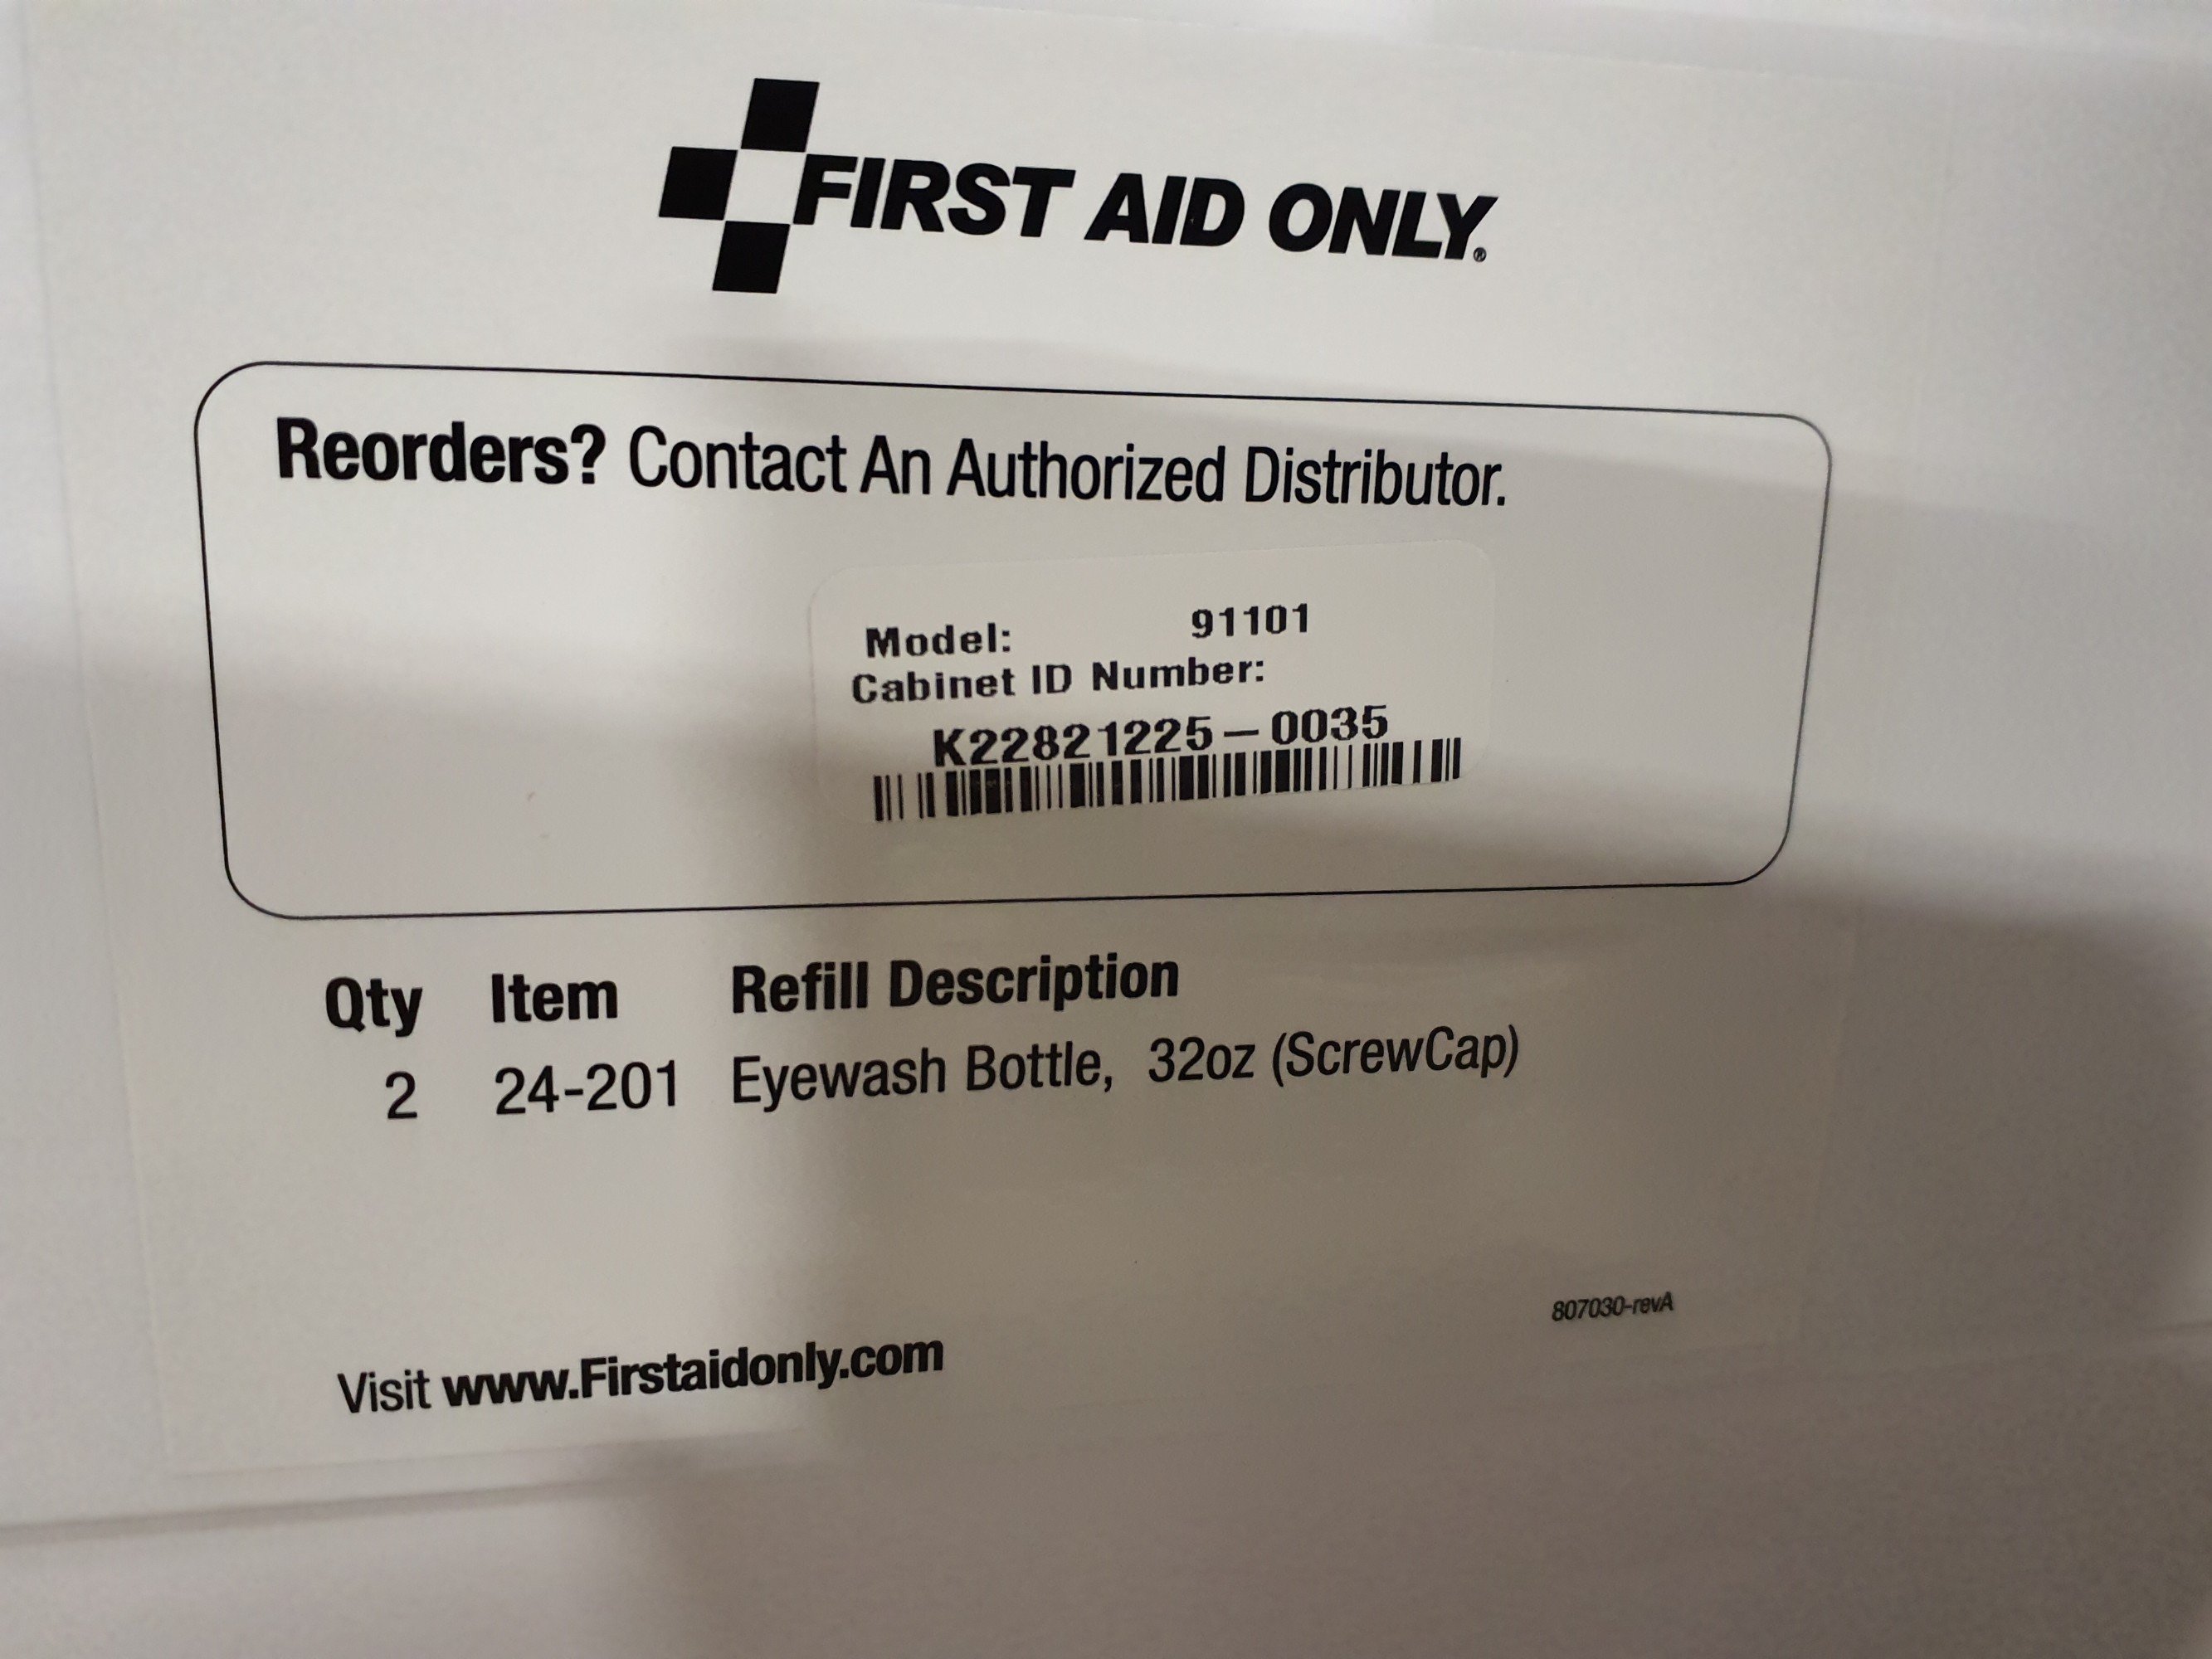 FIRST AID ONLY®
Reorders? Contact An Authorized Distributor.
Model: 91101
Cabinet ID Number:
K22821225-0035
Qty Item Refill Description
2 24-201 Eyewash Bottle, 32oz (ScrewCap)
807030-revA
Visit www.Firstaidonly.com